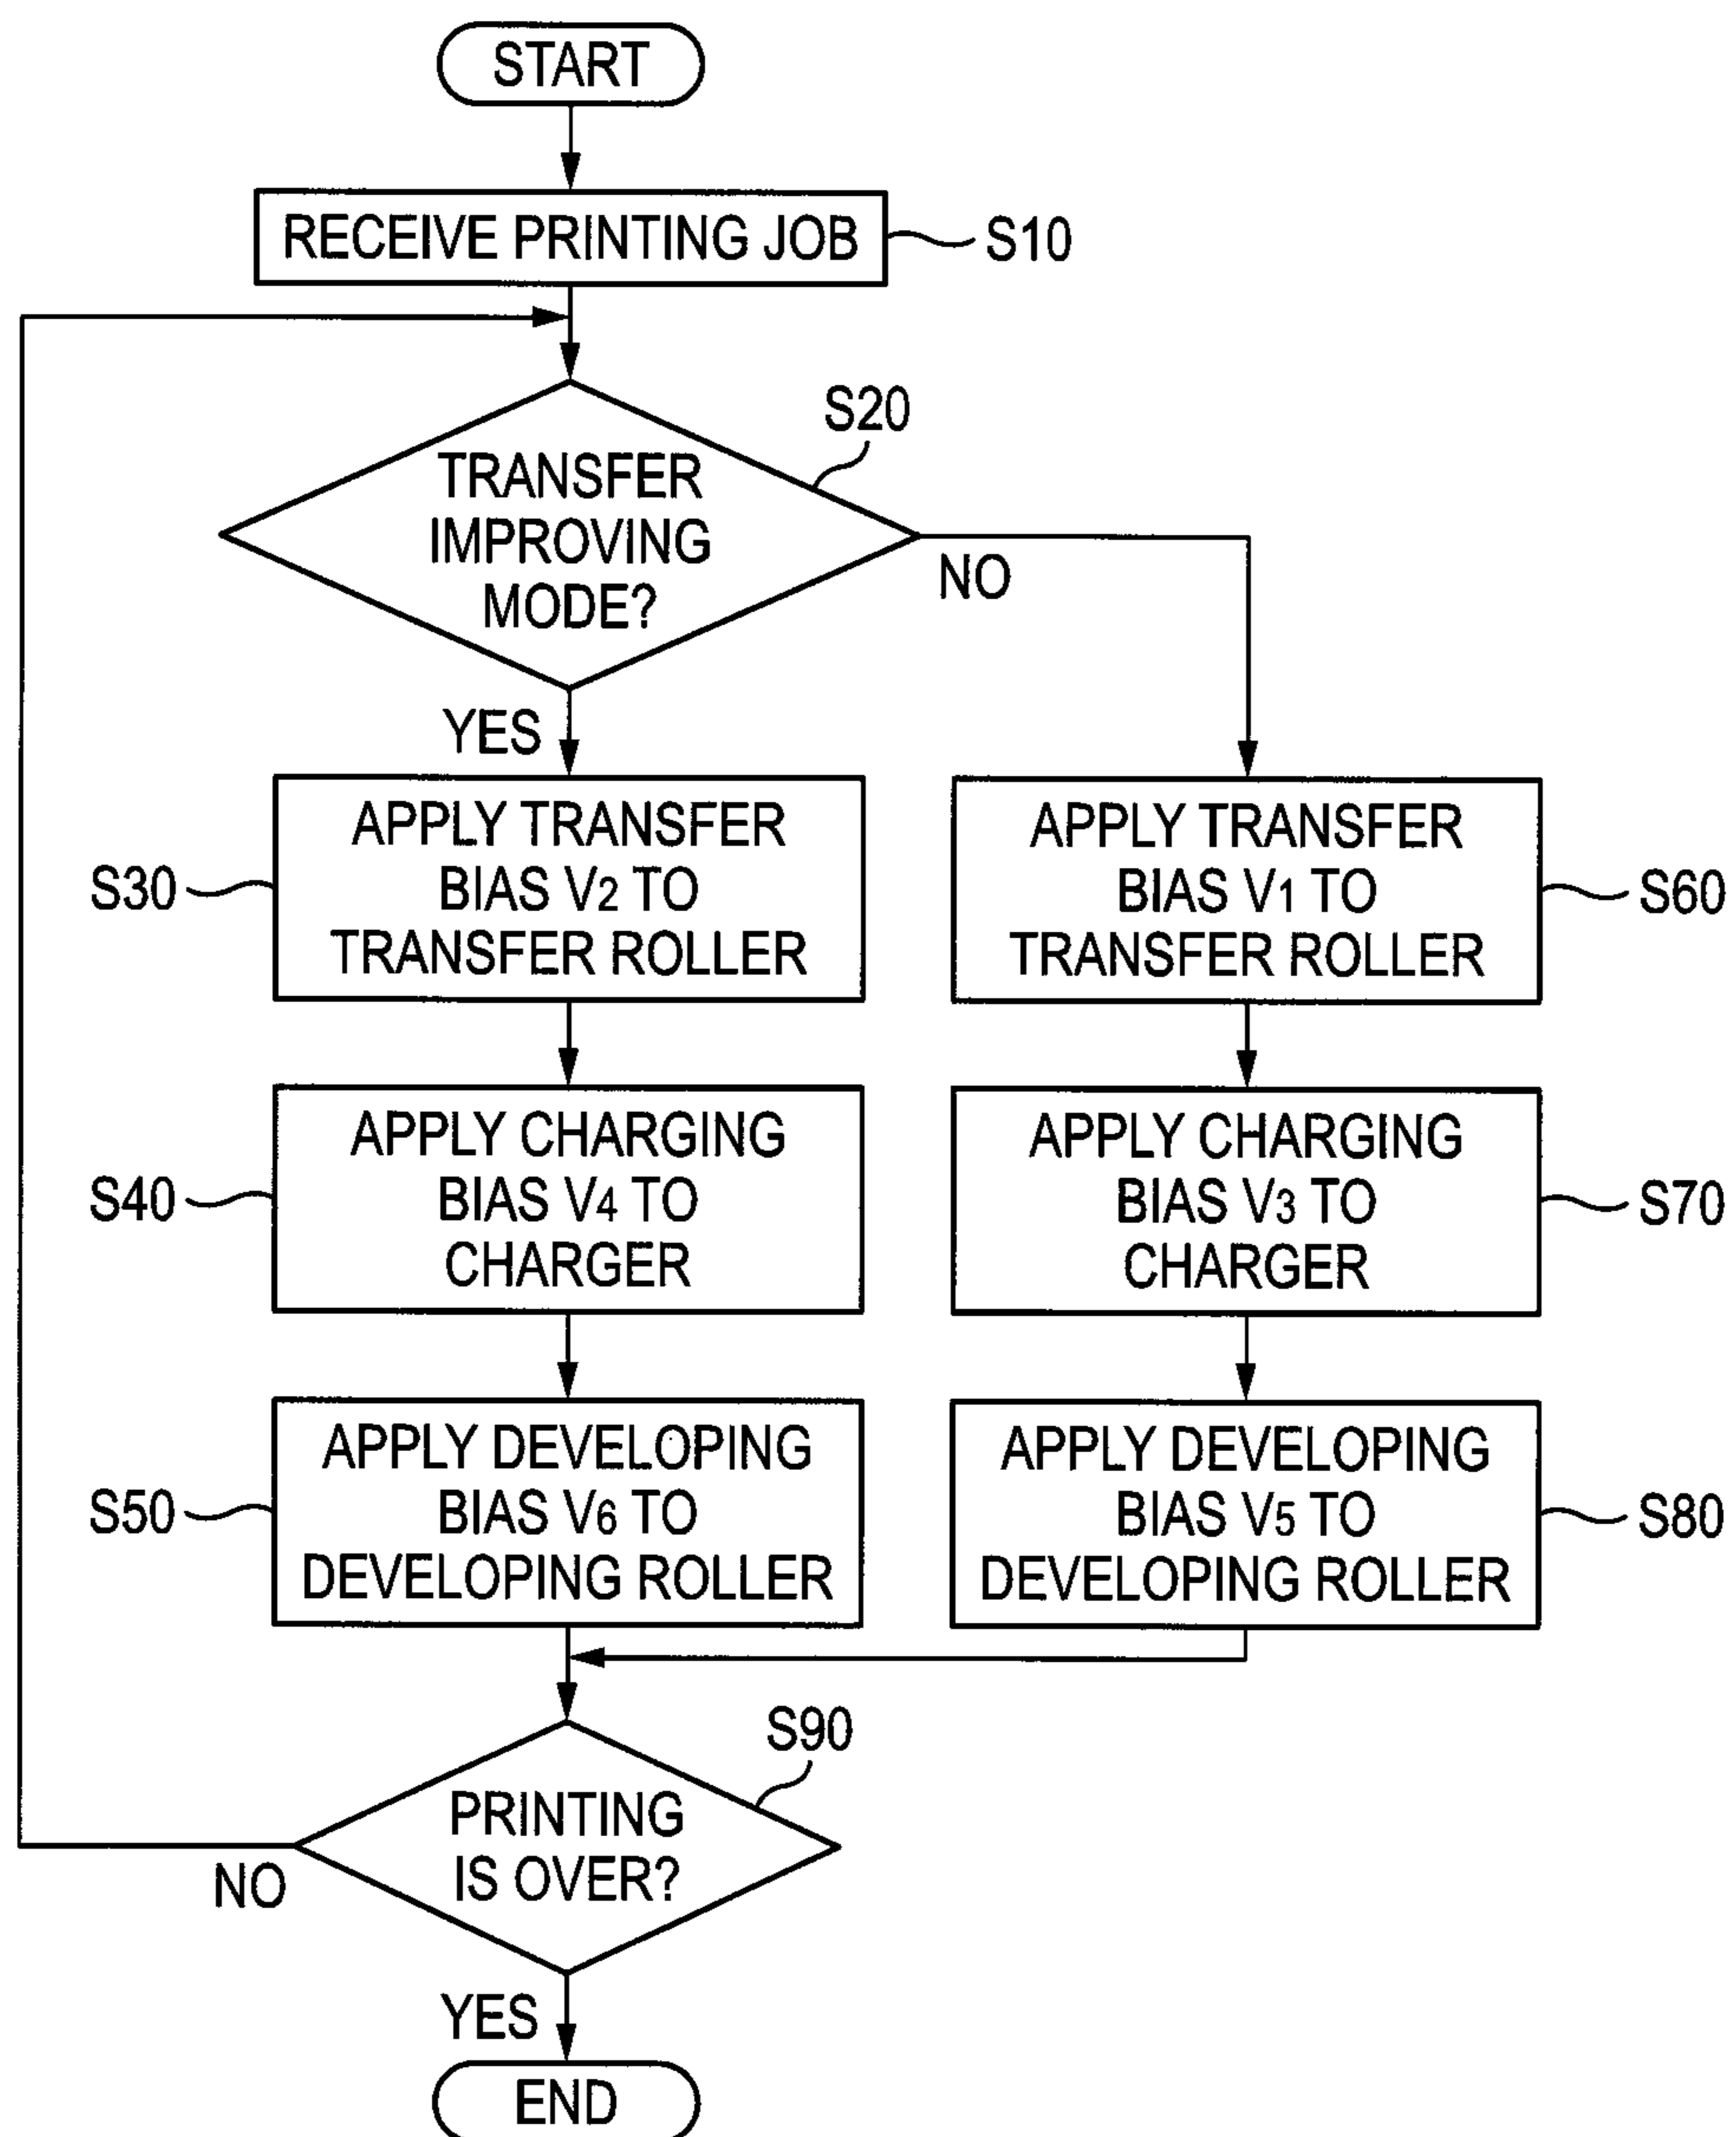 START
RECEIVE PRINTING JOB
S10
S20
TRANSFER
IMPROVING
MODE?
NO
YES
S30
APPLY TRANSFER
BIAS V2 TO
TRANSFER ROLLER
APPLY TRANSFER
BIAS V1 TO
TRANSFER ROLLER
S60
S40
APPLY CHARGING
BIAS V4 TO
CHARGER
APPLY CHARGING
BIAS V3 TO
CHARGER
S70
S50
APPLY DEVELOPING
BIAS V6 TO
DEVELOPING ROLLER
APPLY DEVELOPING
BIAS V5 TO
DEVELOPING ROLLER
S80
S90
PRINTING
IS OVER?
NO
YES
END